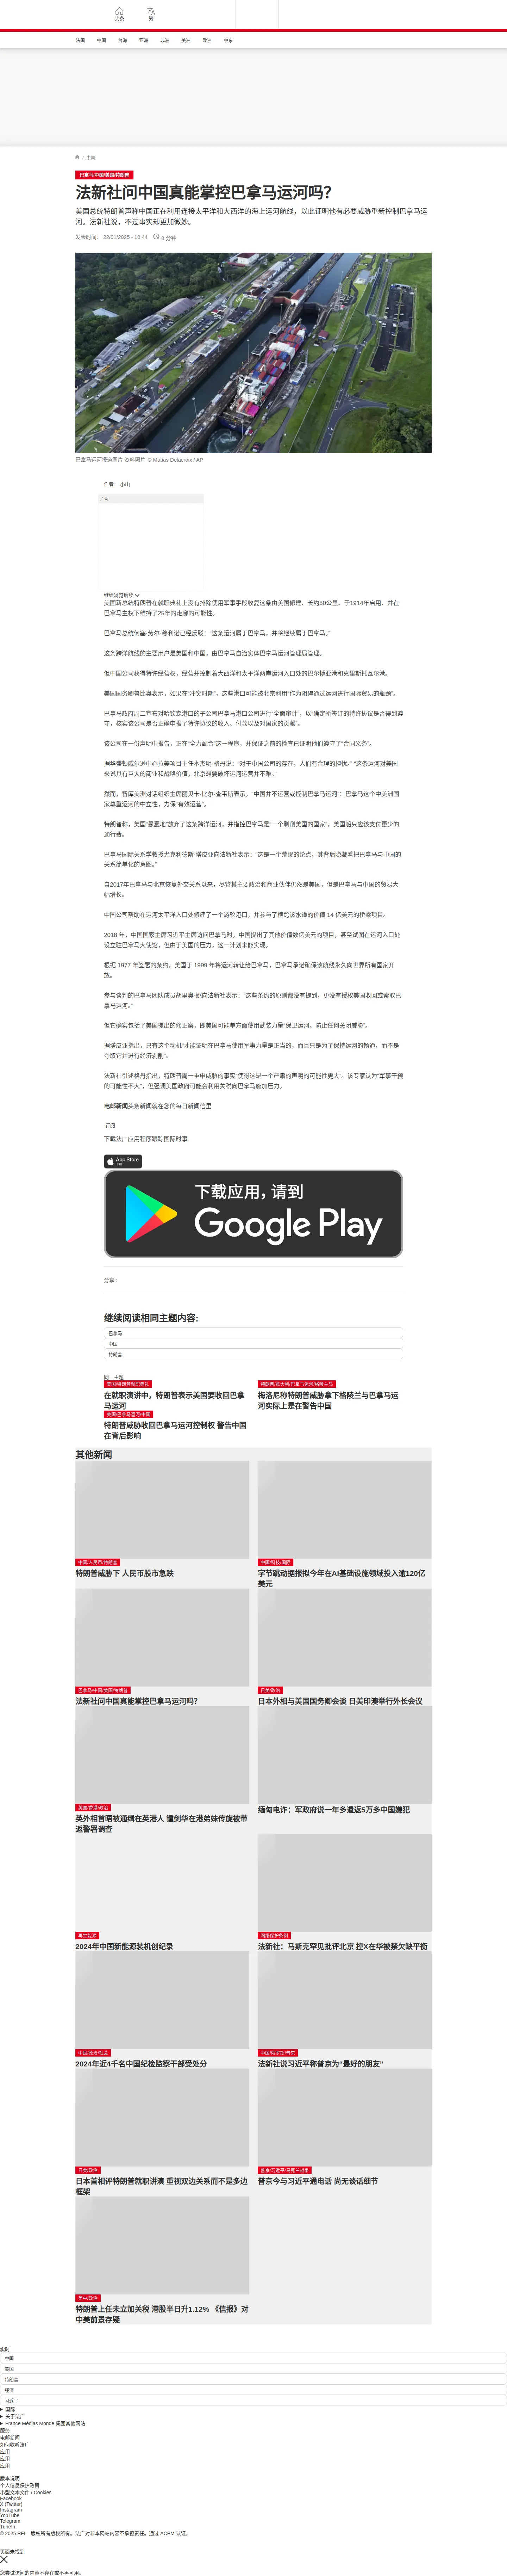 头条
繁
法国
中国
台海
亚洲
非洲
美洲
欧洲
中东
/ 中国
巴拿马/中国/美国/特朗普
法新社问中国真能掌控巴拿马运河吗?
美国总统特朗普声称中国正在利用连接太平洋和大西洋的海上运河航线，以此证明他有必要威胁重新控制巴拿马运
河。法新社说，不过事实却更加微妙。
发表时间： 22/01/2025 - 10:44
6 分钟
巴拿马运河报道图片 资料照片 © Matias Delacroix / AP
作者： 小山
广告
继续浏览后续
美国新总统特朗普在就职典礼上没有排除使用军事手段收复这条由美国修建、长约80公里、于1914年启用、并在
巴拿马主权下维持了25年的走廊的可能性。
巴拿马总统何塞·劳尔·穆利诺已经反驳：“这条运河属于巴拿马，并将继续属于巴拿马。”
这条跨洋航线的主要用户是美国和中国，由巴拿马自治实体巴拿马运河管理局管理。
但中国公司获得特许经营权，经营并控制着大西洋和太平洋两岸运河入口处的巴尔博亚港和克里斯托瓦尔港。
美国国务卿鲁比奥表示，如果在“冲突时期”，这些港口可能被北京利用“作为阻碍通过运河进行国际贸易的瓶颈”。
巴拿马政府周二宣布对哈钦森港口的子公司巴拿马港口公司进行“全面审计”，以“确定所签订的特许协议是否得到遵
守，核实该公司是否正确申报了特许协议的收入、付款以及对国家的贡献”。
该公司在一份声明中报告，正在“全力配合”这一程序，并保证之前的检查已证明他们遵守了“合同义务”。
据华盛顿威尔逊中心拉美项目主任本杰明·格丹说：“对于中国公司的存在，人们有合理的担忧。” “这条运河对美国
来说具有巨大的商业和战略价值，北京想要破坏运河运营并不难。”
然而，智库美洲对话组织主席丽贝卡·比尔·查韦斯表示，“中国并不运营或控制巴拿马运河”：巴拿马这个中美洲国
家尊重运河的中立性，力保“有效运营”。
特朗普称，美国“愚蠢地”放弃了这条跨洋运河，并指控巴拿马是“一个剥削美国的国家”，美国船只应该支付更少的
通行费。
巴拿马国际关系学教授尤克利德斯·塔皮亚向法新社表示：“这是一个荒谬的论点，其背后隐藏着把巴拿马与中国的
关系简单化的意图。”
自2017年巴拿马与北京恢复外交关系以来，尽管其主要政治和商业伙伴仍然是美国，但是巴拿马与中国的贸易大
幅增长。
中国公司帮助在运河太平洋入口处修建了一个游轮港口，并参与了横跨该水道的价值 14 亿美元的桥梁项目。
2018 年，中国国家主席习近平主席访问巴拿马时，中国提出了其他价值数亿美元的项目，甚至试图在运河入口处
设立驻巴拿马大使馆，但由于美国的压力，这一计划未能实现。
根据 1977 年签署的条约，美国于 1999 年将运河转让给巴拿马，巴拿马承诺确保该航线永久向世界所有国家开
放。
参与谈判的巴拿马团队成员胡里奥·姚向法新社表示：“这些条约的原则都没有提到，更没有授权美国收回或索取巴
拿马运河。”
但它确实包括了美国提出的修正案，即美国可能单方面使用武装力量“保卫运河，防止任何关闭威胁”。
据塔皮亚指出，只有这个动机“才能证明在巴拿马使用军事力量是正当的，而且只是为了保持运河的畅通，而不是
夺取它并进行经济剥削”。
法新社引述格丹指出，特朗普周一重申威胁的事实“使得这是一个严肃的声明的可能性更大”。该专家认为“军事干预
的可能性不大”，但强调美国政府可能会利用关税向巴拿马施加压力。
电邮新闻头条新闻就在您的每日新闻信里
订阅
下载法广应用程序跟踪国际时事
App Store
下载
下载应用，请到
Google Play
分享 :
继续阅读相同主题内容:
巴拿马
中国
特朗普
同一主题
美国/特朗普就职典礼
在就职演讲中，特朗普表示美国要收回巴拿
马运河
特朗普/意大利/巴拿马运河/格陵兰岛
梅洛尼称特朗普威胁拿下格陵兰与巴拿马运
河实际上是在警告中国
美国/巴拿马运河/中国
特朗普威胁收回巴拿马运河控制权 警告中国
在背后影响
其他新闻
中国/人民币/特朗普
特朗普威胁下 人民币股市急跌
中国/科技/国际
字节跳动据报拟今年在AI基础设施领域投入逾120亿
美元
巴拿马/中国/美国/特朗普
法新社问中国真能掌控巴拿马运河吗?
日美/政治
日本外相与美国国务卿会谈 日美印澳举行外长会议
英国/香港/政治
英外相首晤被通缉在英港人 锺剑华在港弟妹传旋被带
返警署调查
缅甸电诈：军政府说一年多遣返5万多中国嫌犯
再生能源
2024年中国新能源装机创纪录
网络保护条例
法新社：马斯克罕见批评北京 控X在华被禁欠缺平衡
中国/政治/社会
2024年近4千名中国纪检监察干部受处分
中国/俄罗斯/普京
法新社说习近平称普京为“最好的朋友”
日美/政治
日本首相评特朗普就职讲演 重视双边关系而不是多边
框架
普京/习近平/乌克兰战争
普京今与习近平通电话 尚无谈话细节
美中/政治
特朗普上任未立加关税 港股半日升1.12% 《信报》对
中美前景存疑
实时
中国
美国
特朗普
经济
习近平
国际
关于法广
France Médias Monde 集团其他网站
服务
电邮新闻
如何收听法广
应用
应用
应用
版本说明
个人信息保护政策
小型文本文件 / Cookies
Facebook
X (Twitter)
Instagram
YouTube
Telegram
TuneIn
© 2025 RFI – 版权所有版权所有。法广对非本网站内容不承担责任。通过 ACPM 认证。
页面未找到
您尝试访问的内容不存在或不再可用。